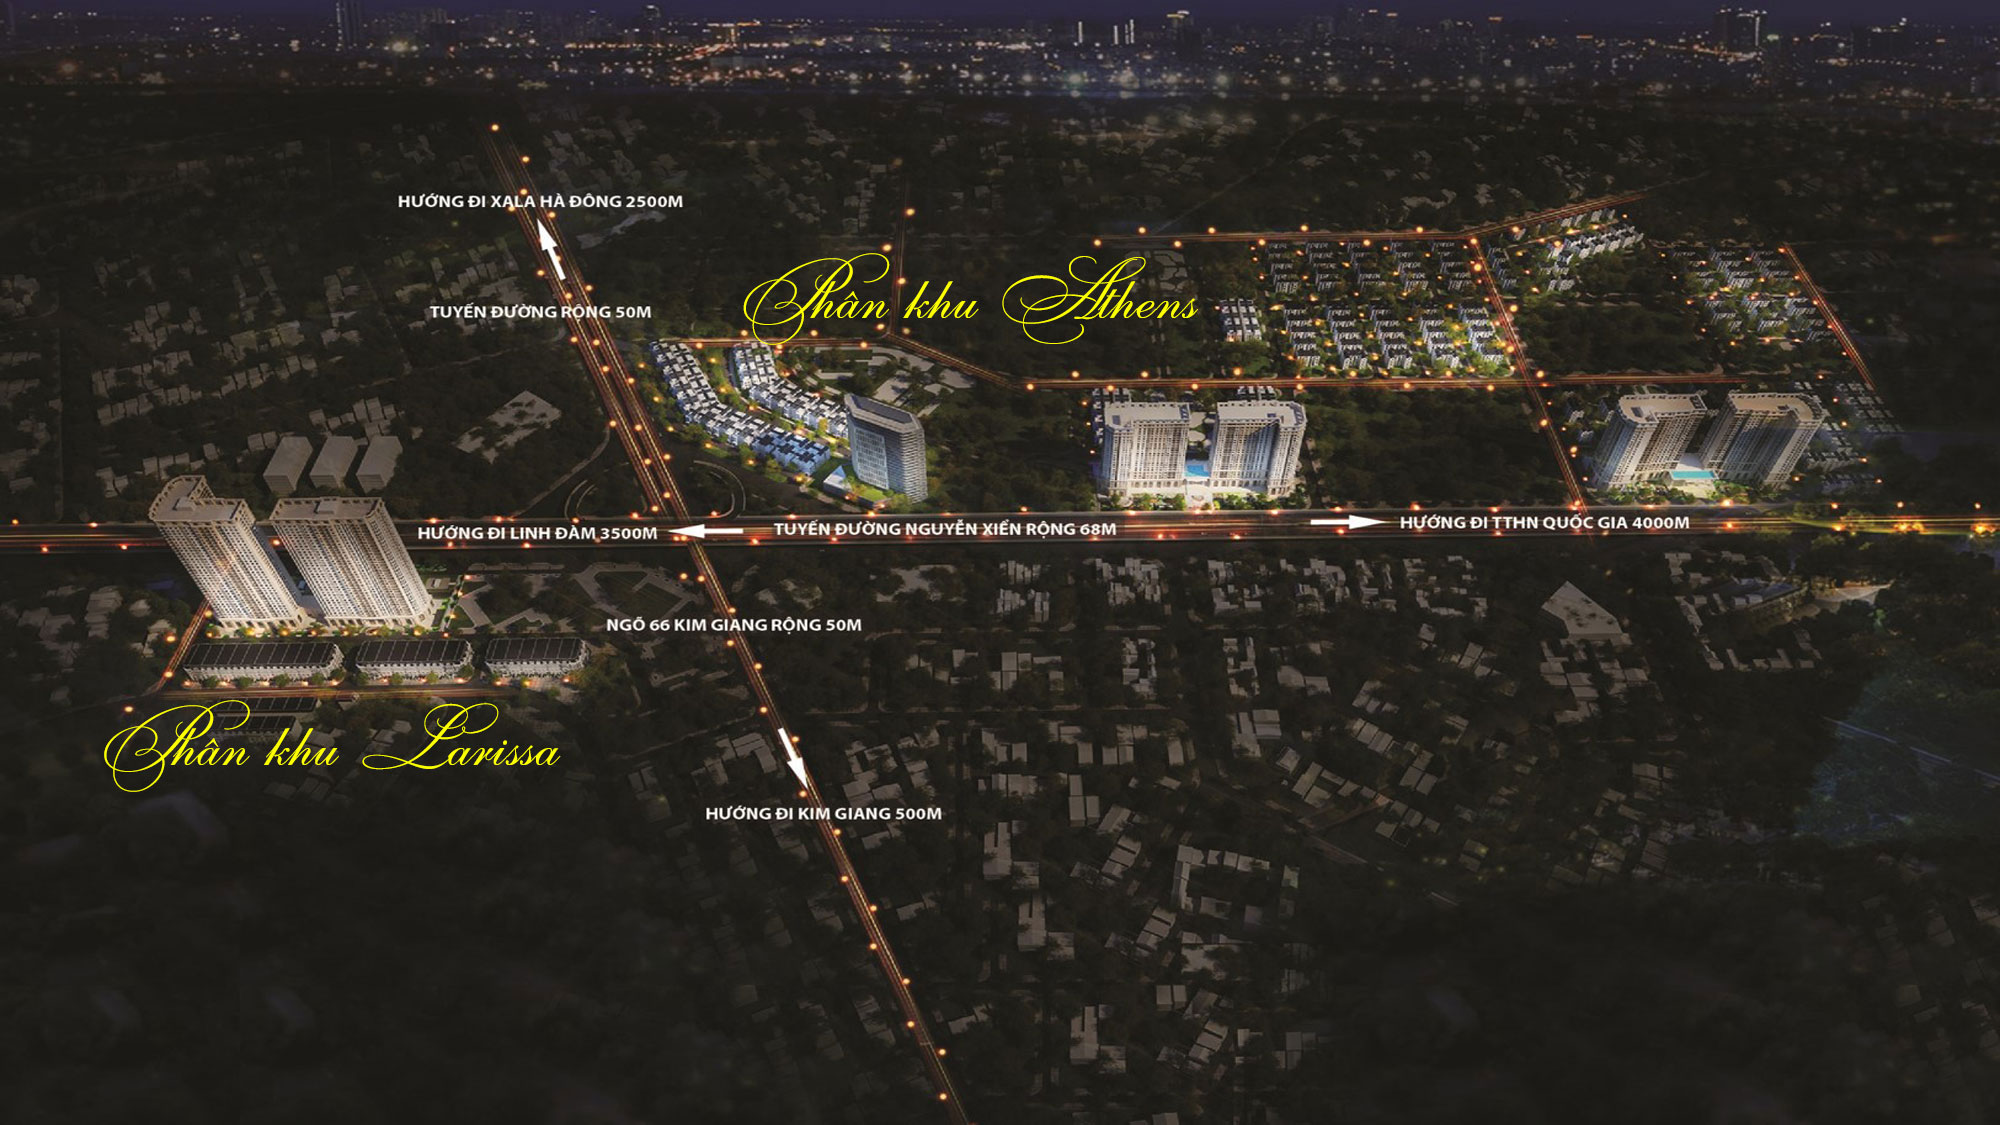 HƯỚNG ĐI XALA HÀ ĐÔNG 2500M
TUYẾN ĐƯỜNG RỘNG 50M
Phân khu Athens
HƯỚNG ĐI LINH ĐÀM 3500M
TUYẾN ĐƯỜNG NGUYỄN XIỂN RỘNG 68M
HƯỚNG ĐI TTHN QUỐC GIA 4000M
NGÕ 66 KIM GIANG RỘNG 50M
Phân khu Larissa
HƯỚNG ĐI KIM GIANG 500M